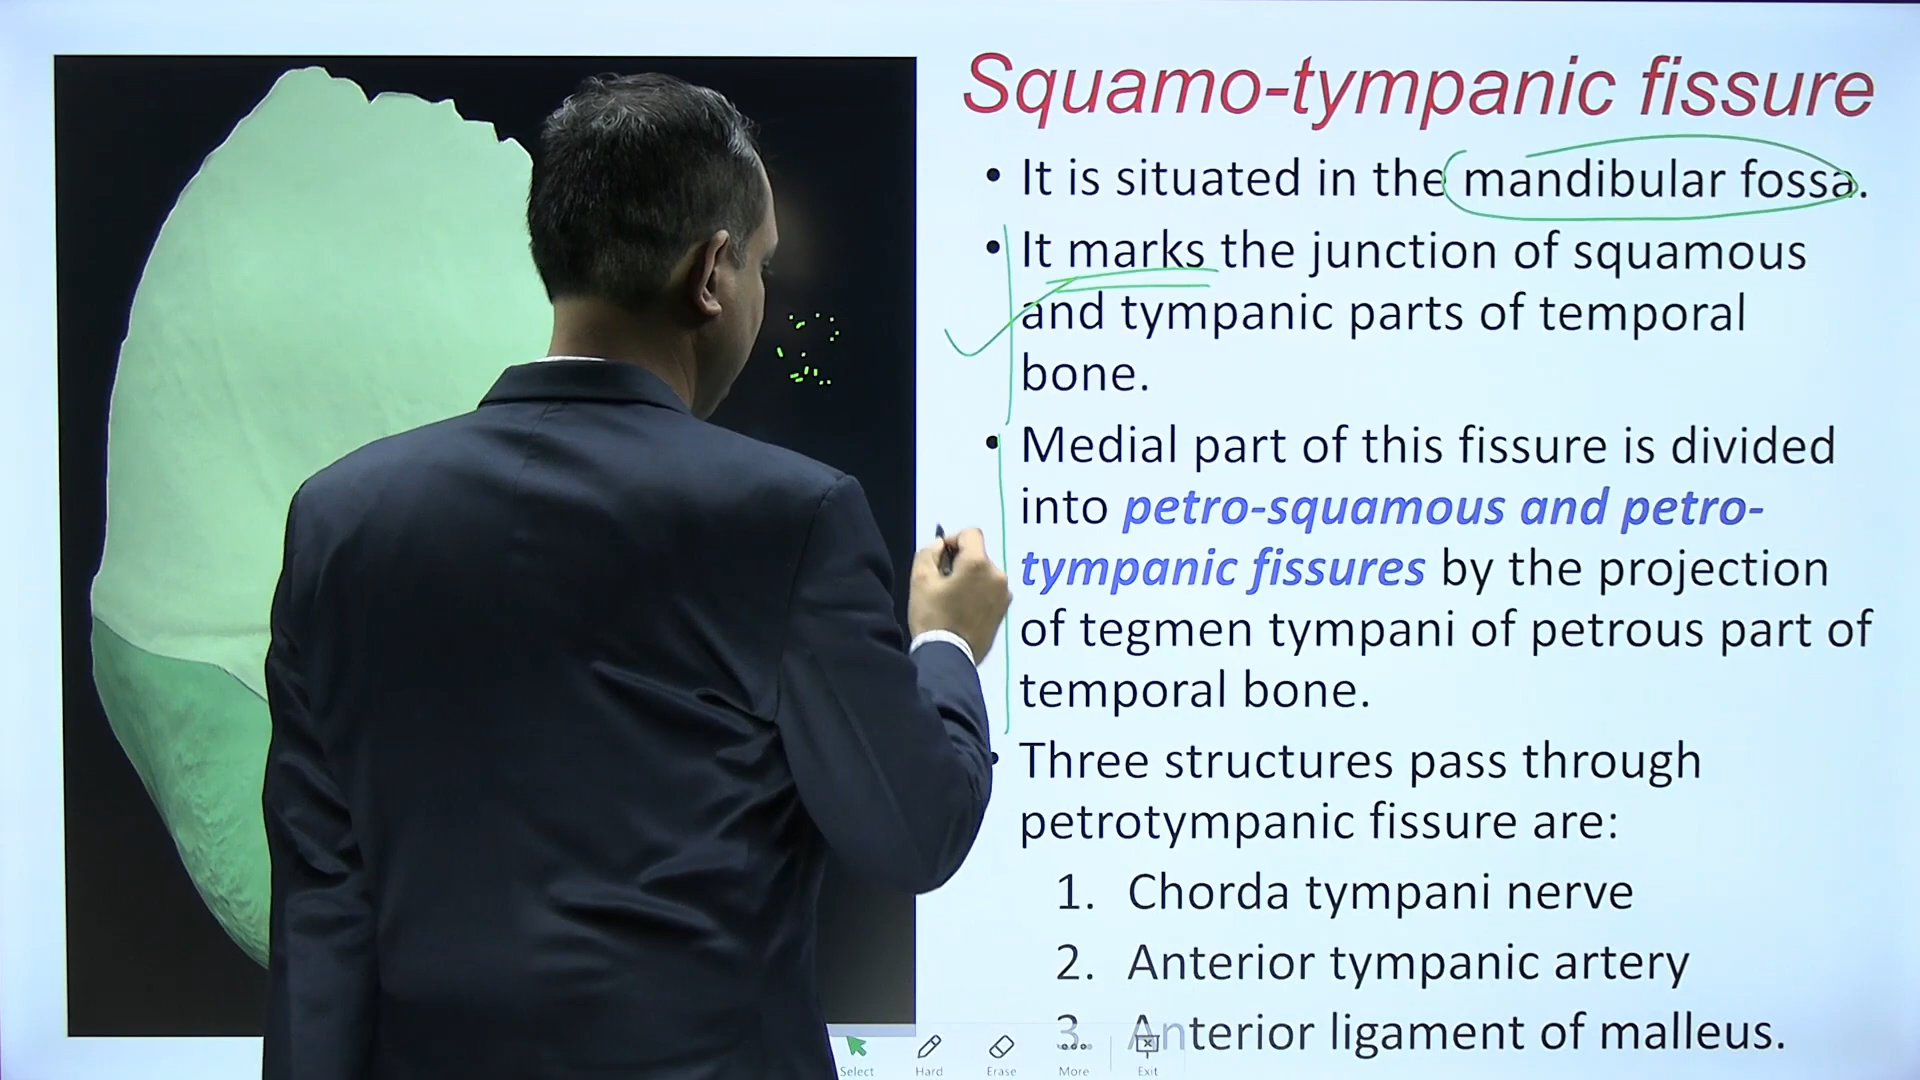 Squamo-tympanic fissure
• It is situated in the mandibular fossa.
• It marks the junction of squamous
and tympanic parts of temporal
bone.
• Medial part of this fissure is divided
into petro-squamous and petro-
tympanic fissures by the projection
of tegmen tympani of petrous part of
temporal bone.
• Three structures pass through
petrotympanic fissure are:
1. Chorda tympani nerve
2. Anterior tympanic artery
3. Anterior ligament of malleus.
Select Hard Erase More Exit